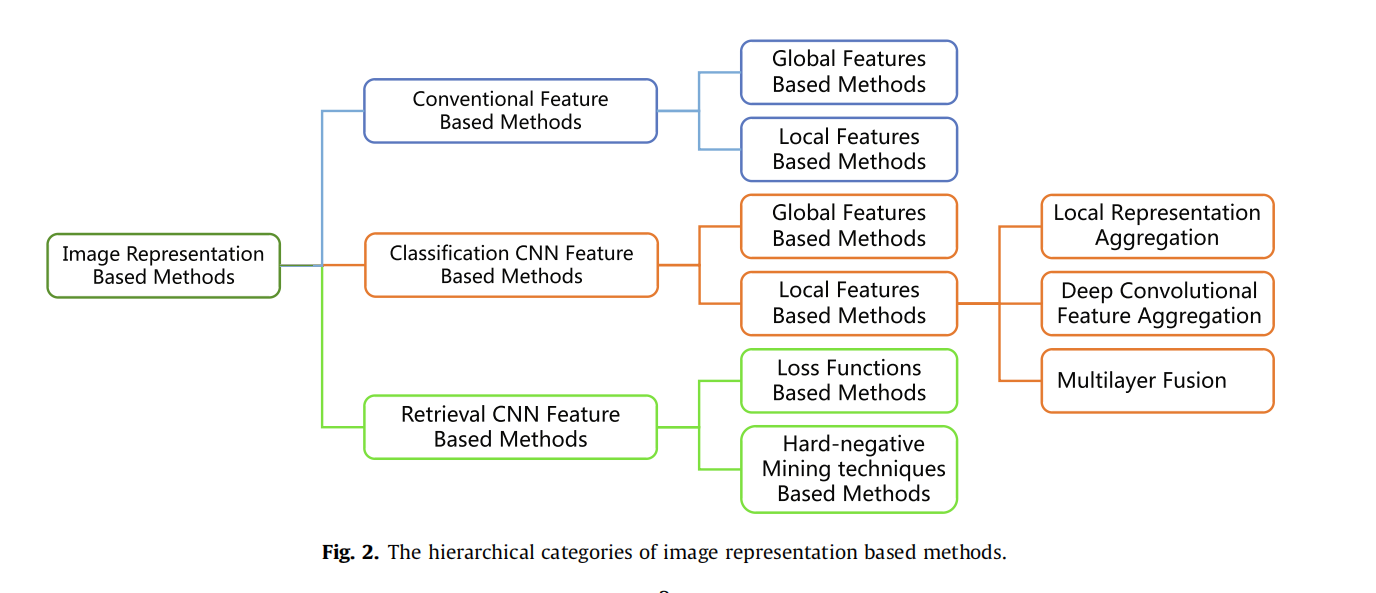 Global Features
Based Methods
Conventional Feature
Based Methods
Local Features
Based Methods
Global Features
Based Methods
Local Representation
Aggregation
Image Representation
Based Methods
Classification CNN Feature
Based Methods
Local Features
Based Methods
Deep Convolutional
Feature Aggregation
Loss Functions
Based Methods
Multilayer Fusion
Retrieval CNN Feature
Based Methods
Hard-negative
Mining techniques
Based Methods
Fig. 2. The hierarchical categories of image representation based methods.